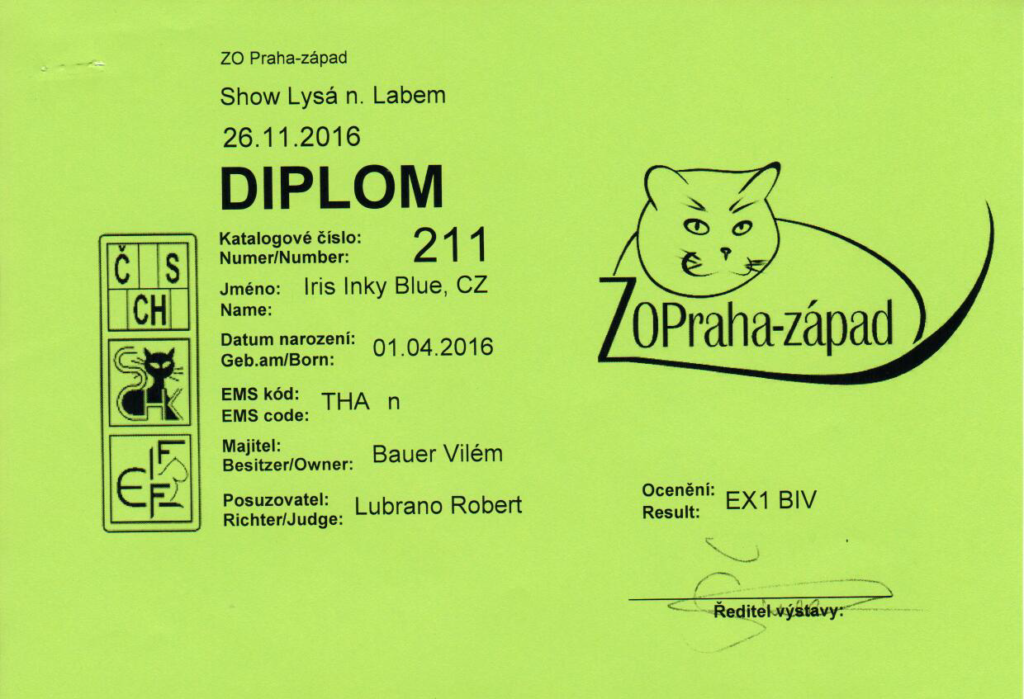 ZO Praha-západ
Show Lysá n. Labem
26.11.2016
DIPLOM
Katalogové číslo:
Numer/Number: 211
Jméno: Iris Inky Blue, CZ
Name:
Datum narození:
Geb.am/Born: 01.04.2016
EMS kód: THA n
EMS code:
Majitel:
Besitzer/Owner: Bauer Vilém
Posuzovatel:
Richter/Judge: Lubrano Robert
Č S
CH
SCHK
FIFE
ZOPraha-západ
Ocenění: EX1 BIV
Result:
Ředitel výstavy: